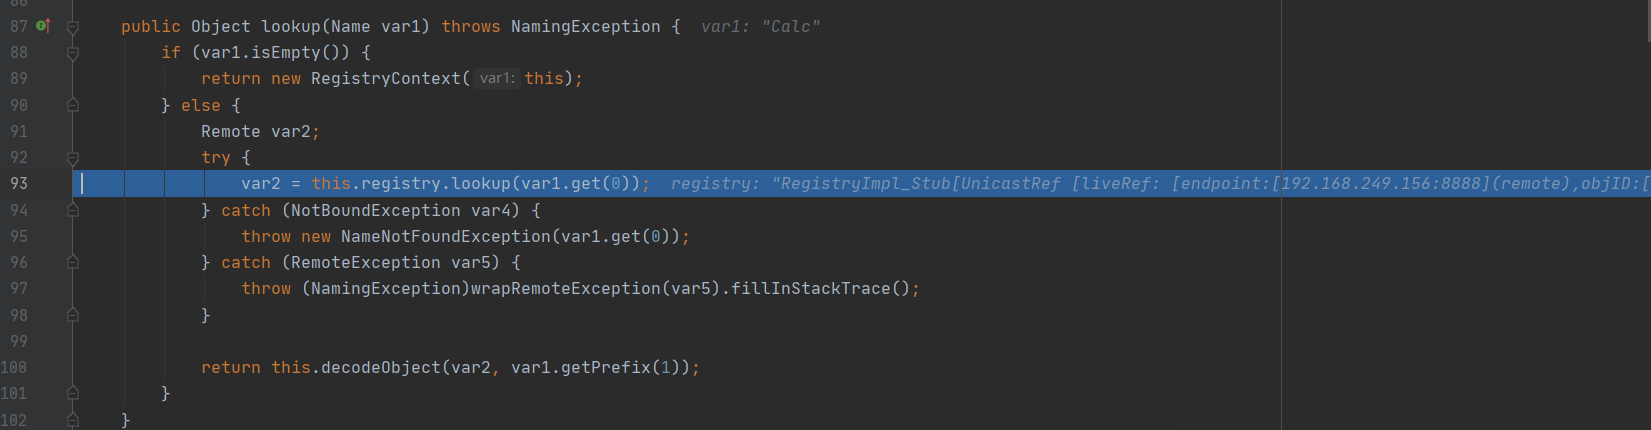 86
87 public Object lookup(Name var1) throws NamingException { var1: "Calc"
88 if (var1.isEmpty()) {
89 return new RegistryContext( var1: this);
90 } else {
91 Remote var2;
92 try {
93 var2 = this.registry.lookup(var1.get(0)); registry: "RegistryImpl_Stub[UnicastRef [liveRef: [endpoint:[192.168.249.156:8888](remote),objID:[
94 } catch (NotBoundException var4) {
95 throw new NameNotFoundException(var1.get(0));
96 } catch (RemoteException var5) {
97 throw (NamingException)wrapRemoteException(var5).fillInStackTrace();
98 }
99
100 return this.decodeObject(var2, var1.getPrefix(1));
101 }
102 }